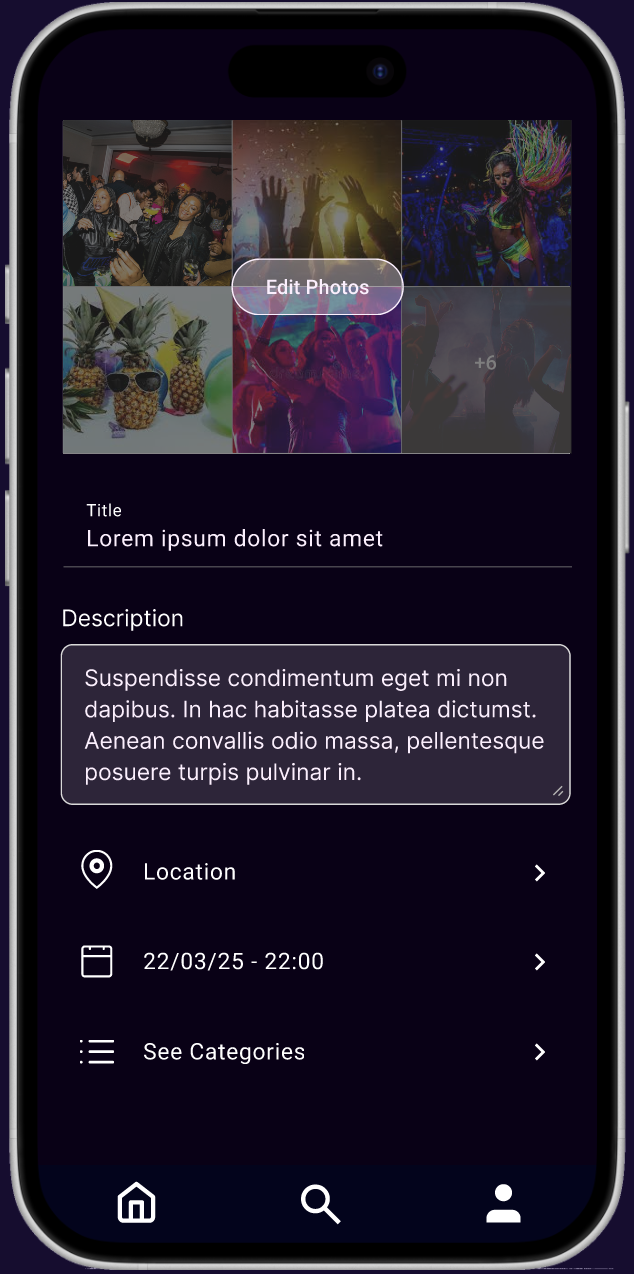 Edit Photos
+6
Title
Lorem ipsum dolor sit amet
Description
Suspendisse condimentum eget mi non
dapibus. In hac habitasse platea dictumst.
Aenean convallis odio massa, pellentesque
posuere turpis pulvinar in.
Location
22/03/25 - 22:00
See Categories